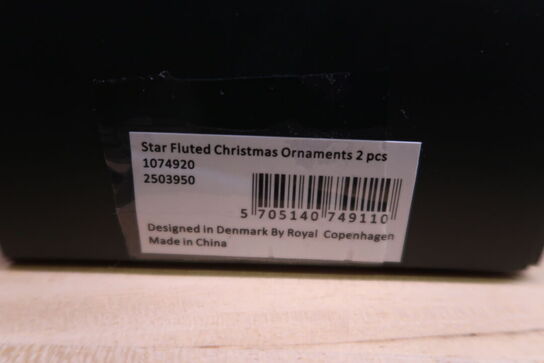 Star Fluted Christmas Ornaments 2 pcs
1074920
2503950
5 705140 749110
Designed in Denmark By Royal Copenhagen
Made in China